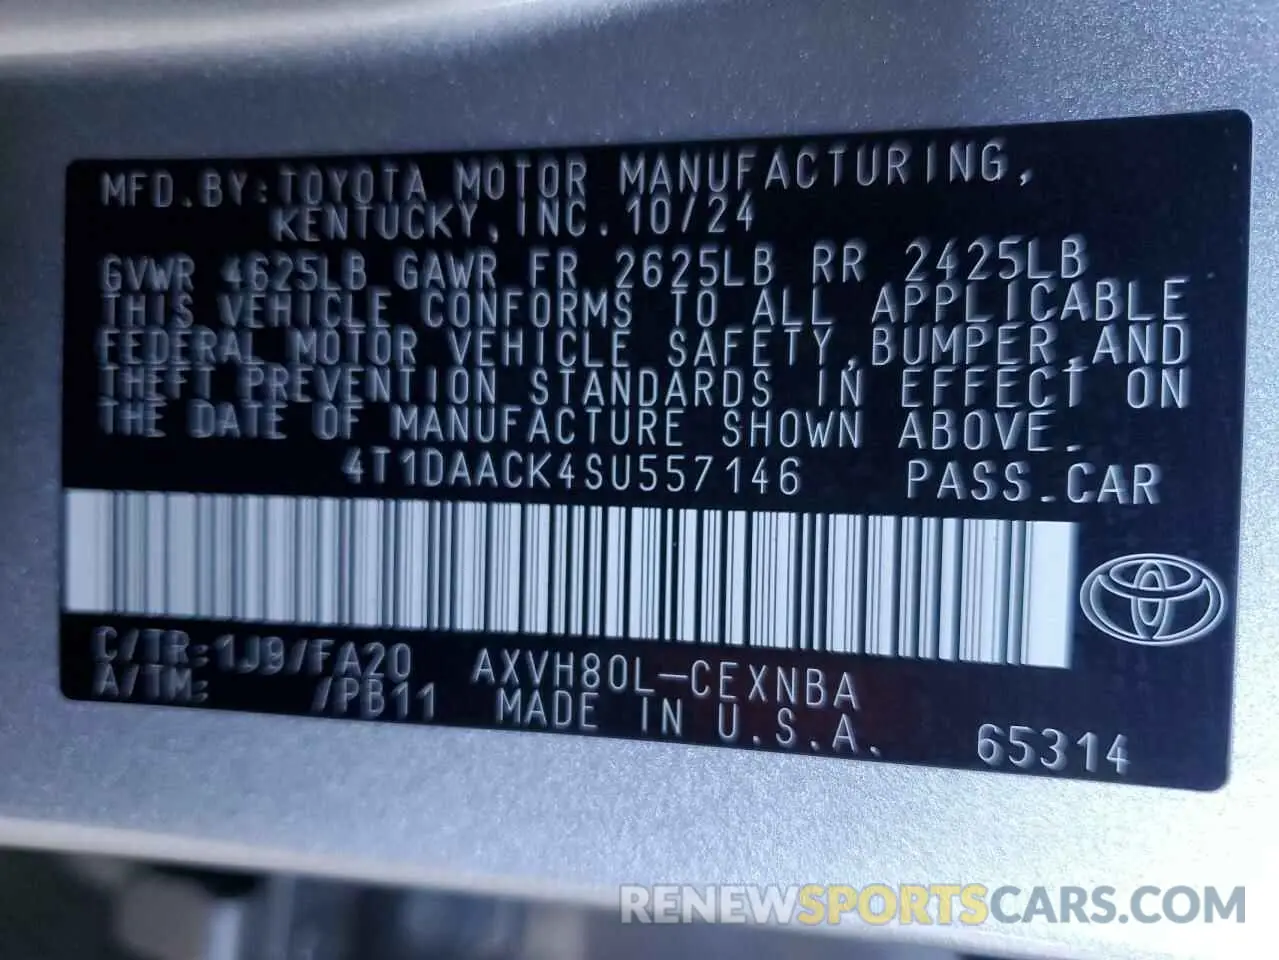 MFD.BY:TOYOTA MOTOR MANUFACTURING,
KENTUCKY,INC.10/24
GVWR 4625LB GAWR FR 2625LB RR 2425LB
THIS VEHICLE CONFORMS TO ALL APPLICABLE
FEDERAL MOTOR VEHICLE SAFETY,BUMPER,AND
THEFT PREVENTION STANDARDS IN EFFECT ON
THE DATE OF MANUFACTURE SHOWN ABOVE.
4T1DAACK4SU557146 PASS.CAR
C/TR:1J9/FA20 AXVH80L-CEXNBA
A/TM: /PB11 MADE IN U.S.A.
65314
RENEWSPORTSCARS.COM